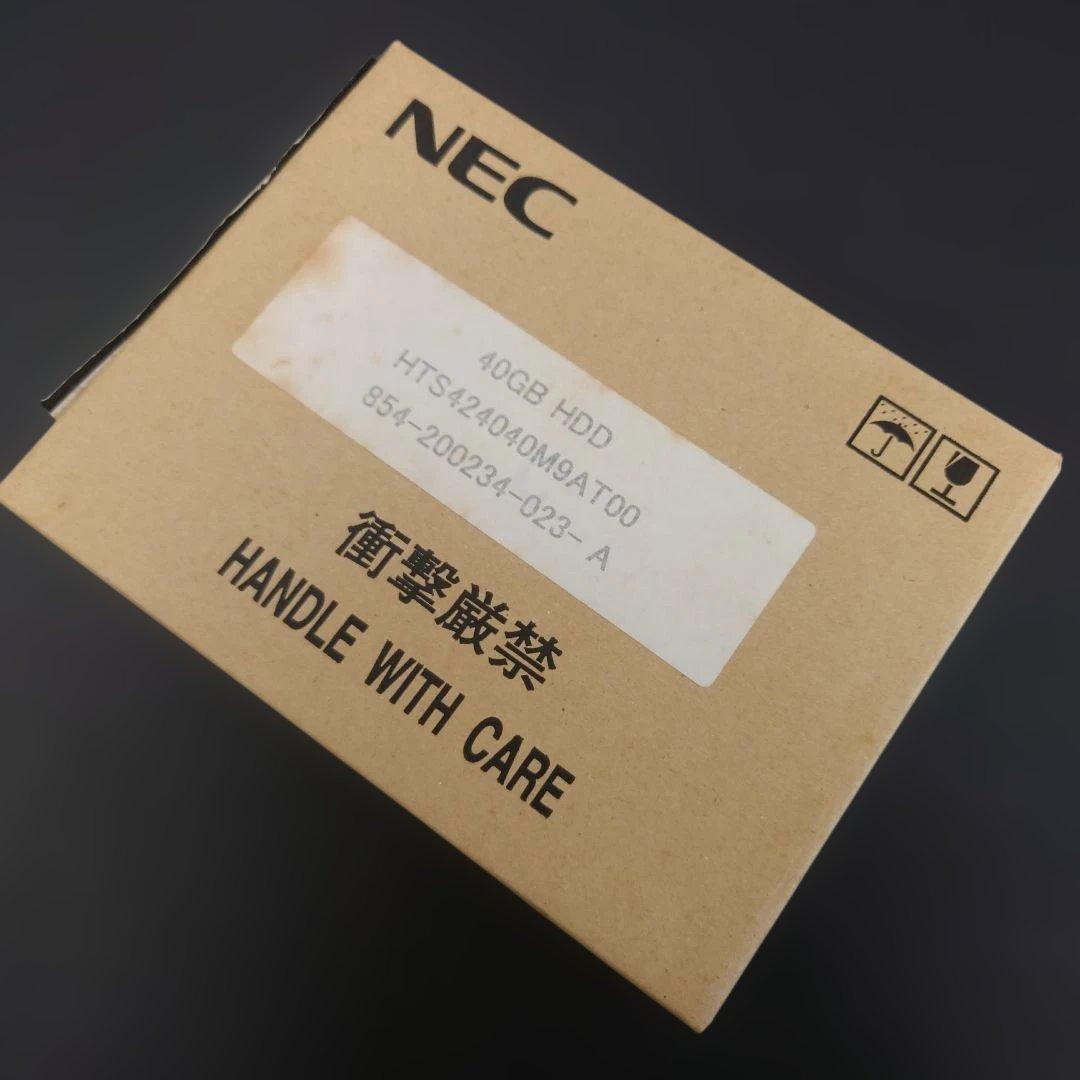 NEC
40GB HDD
HTS424040M9AT00
854-200234-023- A
衝撃厳禁
HANDLE WITH CARE